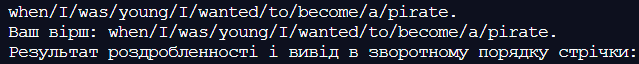 when/I/was/young/I/wanted/to/become/a/pirate.
Ваш вірш: when/I/was/young/I/wanted/to/become/a/pirate.
Результат роздробленності і вивід в зворотному порядку стрічки: